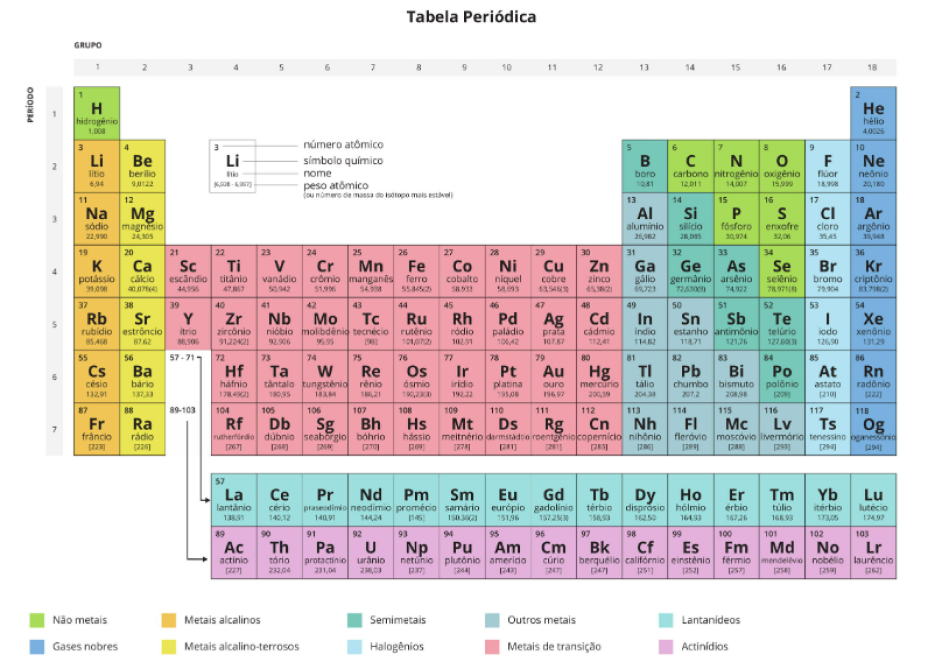 Tabela Periódica
GRUPO
1 2 3 4 5 6 7 8 9 10 11 12 13 14 15 16 17 18
PERÍODO
1
1 2
H He
hidrogênio hélio
1,008 4,0026
2
3 4 5 6 7 8 9 10
Li Be B C N O F Ne
lítio berílio boro carbono nitrogênio oxigênio flúor neônio
6,94 9,0122 10,81 12,011 14,007 15,999 18,998 20,180
3 número atômico
Li símbolo químico
lítio nome
[6,938 - 6,997] peso atômico
(ou número de massa do isótopo mais estável)
3
11 12 13 14 15 16 17 18
Na Mg Al Si P S Cl Ar
sódio magnésio alumínio silício fósforo enxofre cloro argônio
22,990 24,305 26,982 28,085 30,974 32,06 35,45 39,948
4
19 20 21 22 23 24 25 26 27 28 29 30 31 32 33 34 35 36
K Ca Sc Ti V Cr Mn Fe Co Ni Cu Zn Ga Ge As Se Br Kr
potássio cálcio escândio titânio vanádio crômio manganês ferro cobalto níquel cobre zinco gálio germânio arsênio selênio bromo criptônio
39,098 40,078(4) 44,956 47,867 50,942 51,996 54,938 55,845(2) 58,933 58,693 63,546(3) 65,38(2) 69,723 72,630(8) 74,922 78,971(8) 79,904 83,798(2)
5
37 38 39 40 41 42 43 44 45 46 47 48 49 50 51 52 53 54
Rb Sr Y Zr Nb Mo Tc Ru Rh Pd Ag Cd In Sn Sb Te I Xe
rubídio estrôncio ítrio zircônio nióbio molibdênio tecnécio rutênio ródio paládio prata cádmio índio estanho antimônio telúrio iodo xenônio
85,468 87,62 88,906 91,224(2) 92,906 95,95 [98] 101,07(2) 102,91 106,42 107,87 112,41 114,82 118,71 121,76 127,60(3) 126,90 131,29
6
55 56 57 - 71 72 73 74 75 76 77 78 79 80 81 82 83 84 85 86
Cs Ba Hf Ta W Re Os Ir Pt Au Hg Tl Pb Bi Po At Rn
césio bário háfnio tântalo tungstênio rênio ósmio irídio platina ouro mercúrio tálio chumbo bismuto polônio astato radônio
132,91 137,33 178,49(2) 180,95 183,84 186,21 190,23(3) 192,22 195,08 196,97 200,59 204,38 207,2 208,98 [209] [210] [222]
7
87 88 89-103 104 105 106 107 108 109 110 111 112 113 114 115 116 117 118
Fr Ra Rf Db Sg Bh Hs Mt Ds Rg Cn Nh Fl Mc Lv Ts Og
frâncio rádio rutherfórdio dúbnio seabórgio bóhrio hássio meitnério darmstádtio roentgênio copernício nihônio fleróvio moscóvio livermório tennessino oganessônio
[223] [226] [267] [268] [269] [270] [269] [278] [281] [281] [285] [286] [289] [288] [293] [294] [294]
57
La Ce Pr Nd Pm Sm Eu Gd Tb Dy Ho Er Tm Yb Lu
lantânio cério praseodímio neodímio promécio samário európio gadolínio térbio disprósio hólmio érbio túlio itérbio lutécio
138,91 140,12 140,91 144,24 [145] 150,36(2) 151,96 157,25(3) 158,93 162,50 164,93 167,26 168,93 173,05 174,97
89 90 91 92 93 94 95 96 97 98 99 100 101 102 103
Ac Th Pa U Np Pu Am Cm Bk Cf Es Fm Md No Lr
actínio tório protactínio urânio netúnio plutônio amerício cúrio berquélio califórnio einstênio férmio mendelévio nobélio laurêncio
[227] 232,04 231,04 238,03 [237] [244] [243] [247] [247] [251] [252] [257] [258] [259] [262]
Não metais Metais alcalinos Semimetais Outros metais Lantanídeos
Gases nobres Metais alcalino-terrosos Halogênios Metais de transição Actinídios